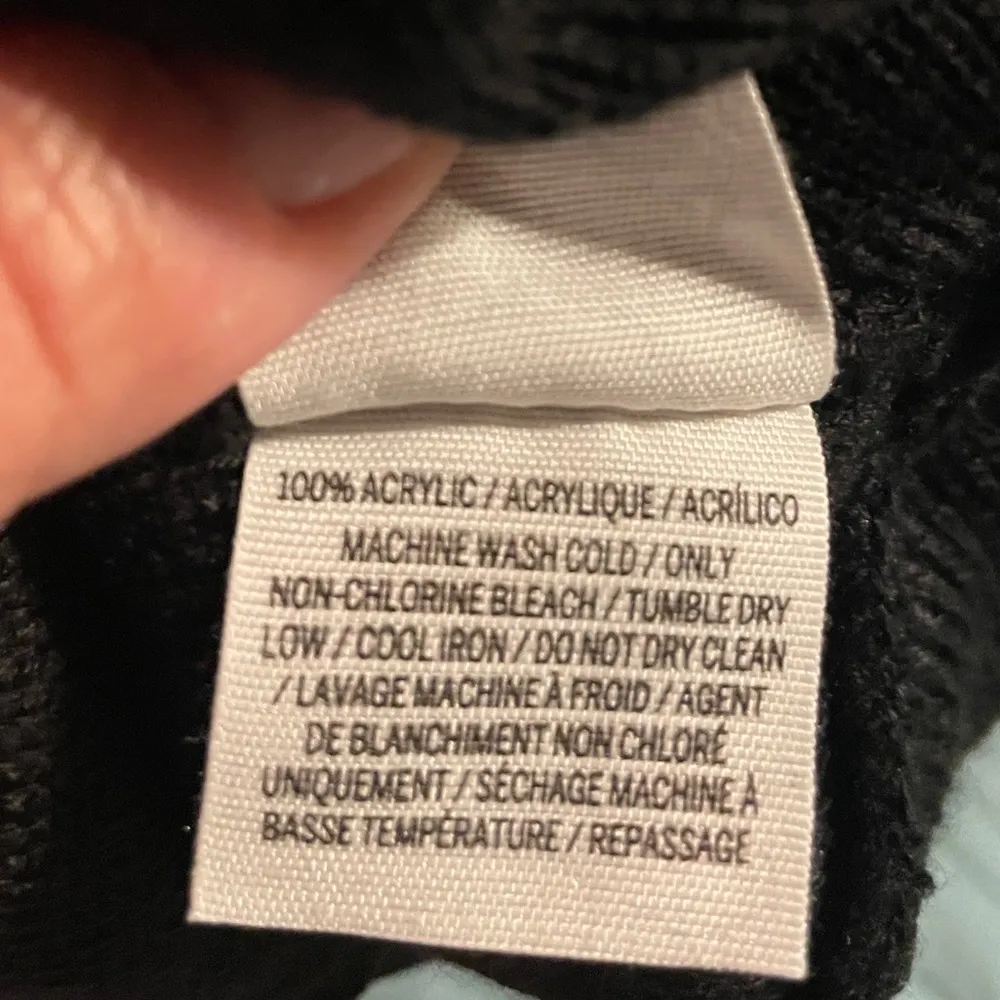 100% ACRYLIC / ACRYLIQUE / ACRÍLICO
MACHINE WASH COLD / ONLY
NON-CHLORINE BLEACH / TUMBLE DRY
LOW / COOL IRON / DO NOT DRY CLEAN
/ LAVAGE MACHINE À FROID / AGENT
DE BLANCHIMENT NON CHLORÉ
UNIQUEMENT / SÉCHAGE MACHINE À
BASSE TEMPÉRATURE / REPASSAGE